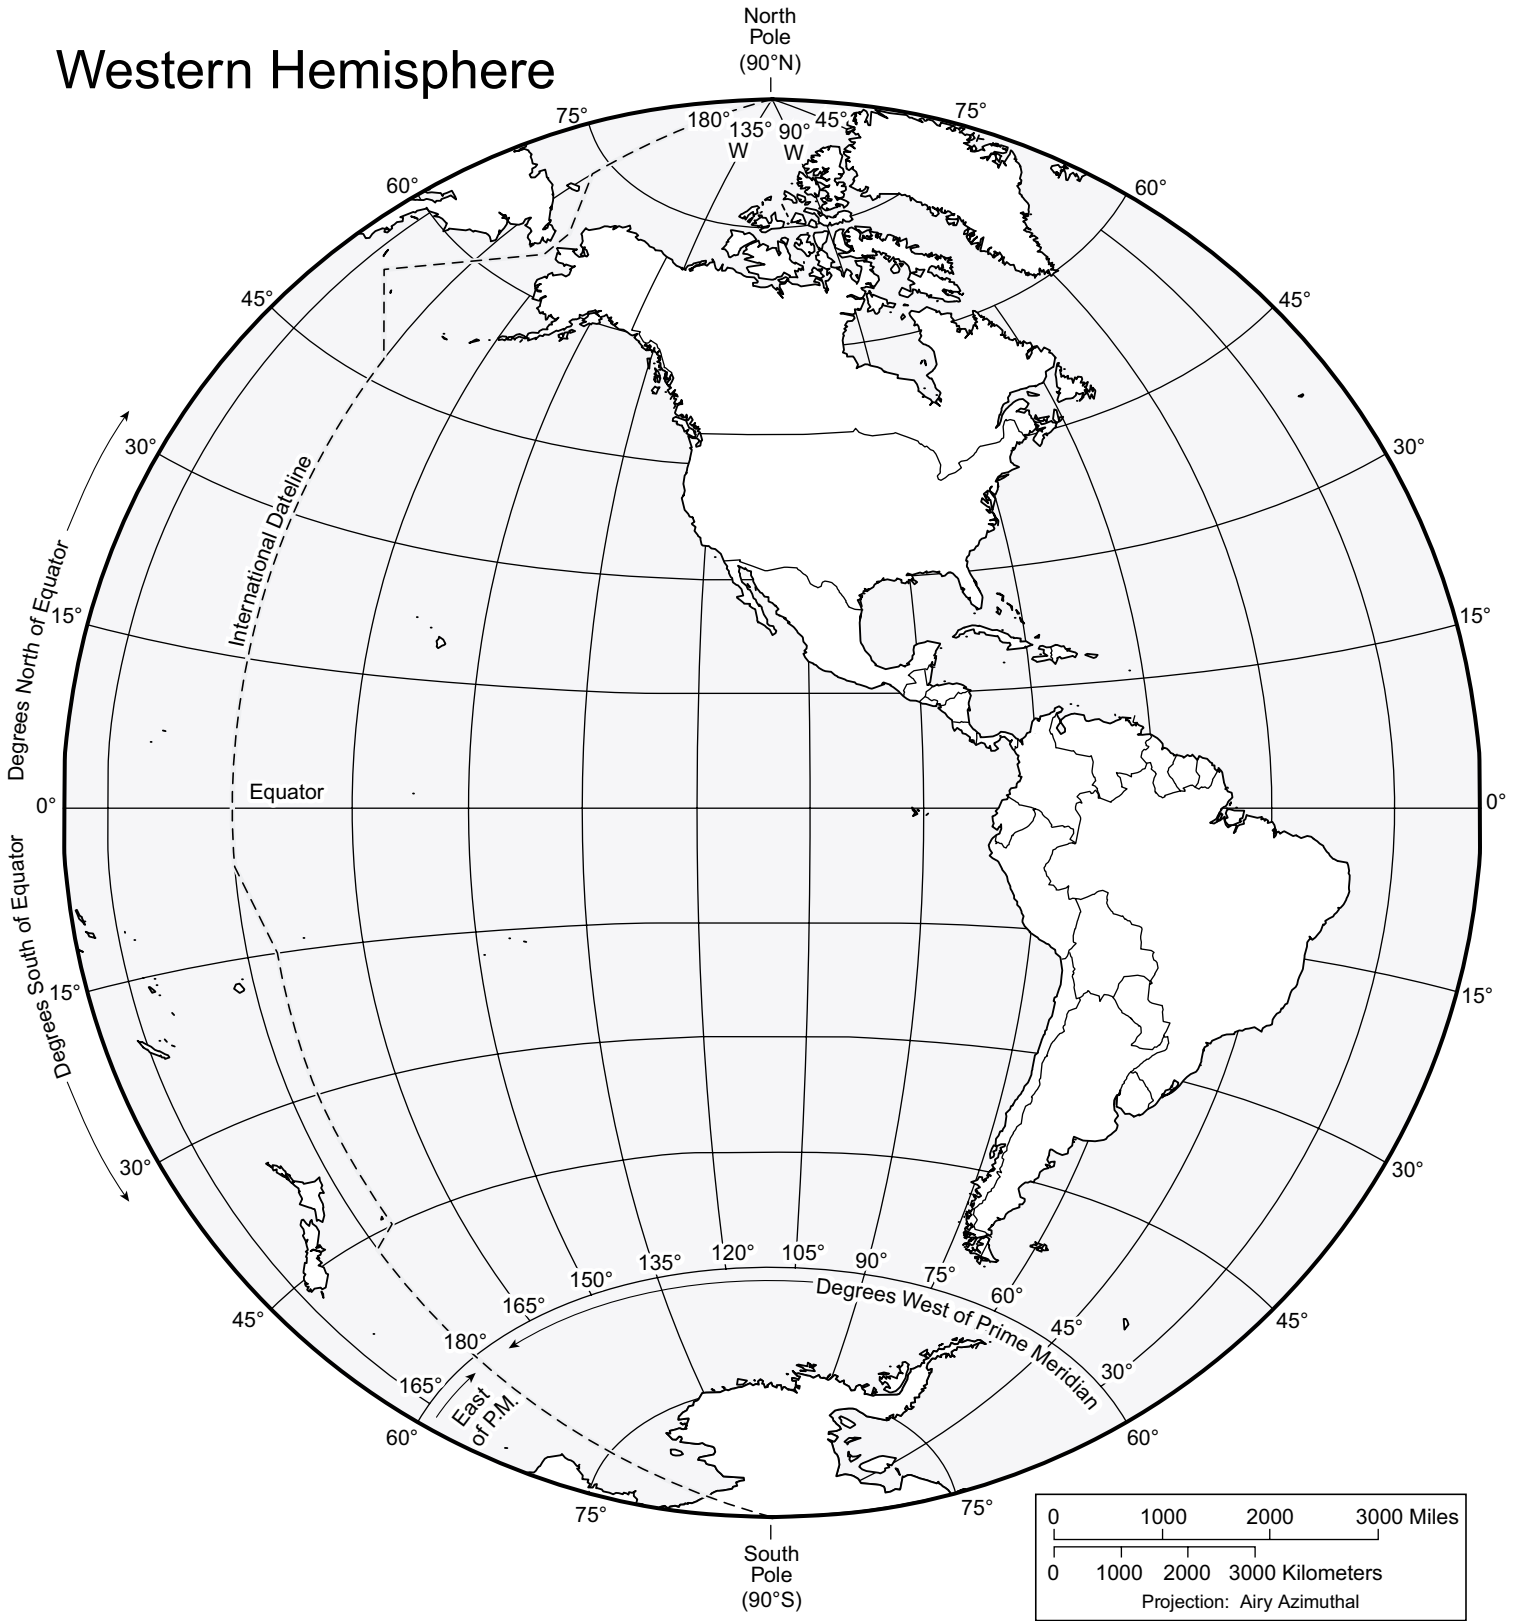 North
Pole
(90°N)
Western Hemisphere
75°
180°
135°
W
90°
W
45°
75°
60°
60°
45°
45°
30°
30°
International Dateline
Degrees North of Equator
15°
15°
Equator
0°
0°
Degrees South of Equator
15°
15°
30°
30°
180°
165°
150°
135°
120°
105°
90°
75°
60°
45°
30°
Degrees West of Prime Meridian
165°
East
of P.M.
45°
45°
60°
60°
75°
75°
South
Pole
(90°S)
0 1000 2000 3000 Miles
0 1000 2000 3000 Kilometers
Projection: Airy Azimuthal